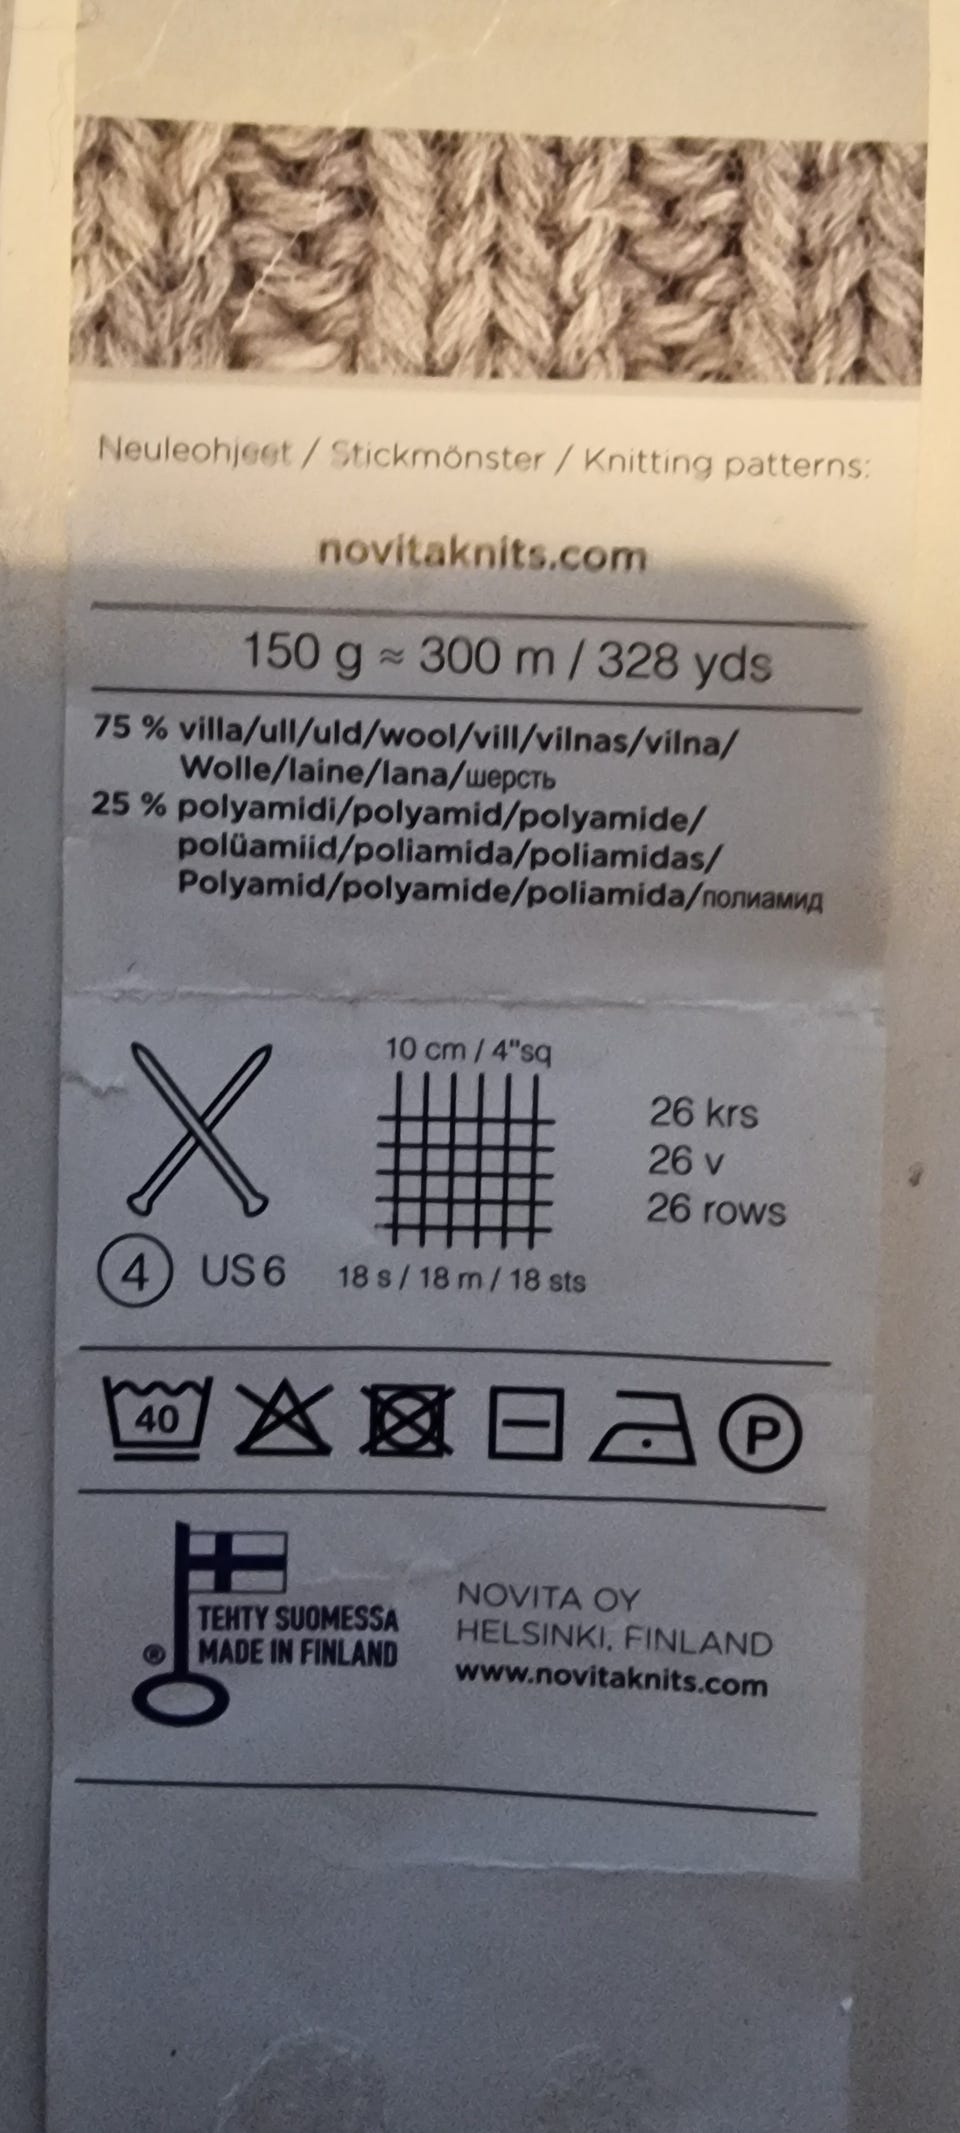 Neuleohjeet / Stickmönster / Knitting patterns:
novitaknits.com
150 g ≈ 300 m / 328 yds
75 % villa/ull/uld/wool/vill/vilnas/vilna/
Wolle/laine/lana/шерсть
25 % polyamidi/polyamid/polyamide/
polüamiid/poliamida/poliamidas/
Polyamid/polyamide/poliamida/полиамид
10 cm / 4"sq
26 krs
26 v
26 rows
4 US 6
18 s / 18 m / 18 sts
40
P
TEHTY SUOMESSA
® MADE IN FINLAND
NOVITA OY
HELSINKI, FINLAND
www.novitaknits.com